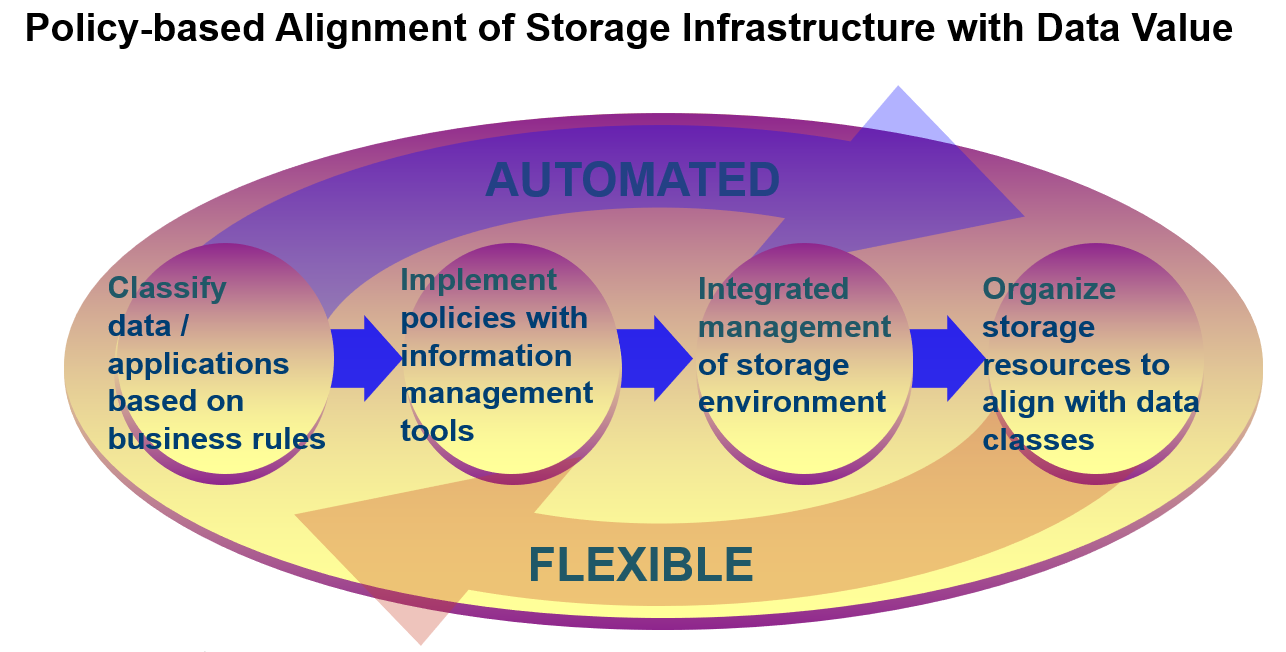 Policy-based Alignment of Storage Infrastructure with Data Value
AUTOMATED
Classify
data /
applications
based on
business rules
Implement
policies with
information
management
tools
Integrated
management
of storage
environment
Organize
storage
resources to
align with data
classes
FLEXIBLE